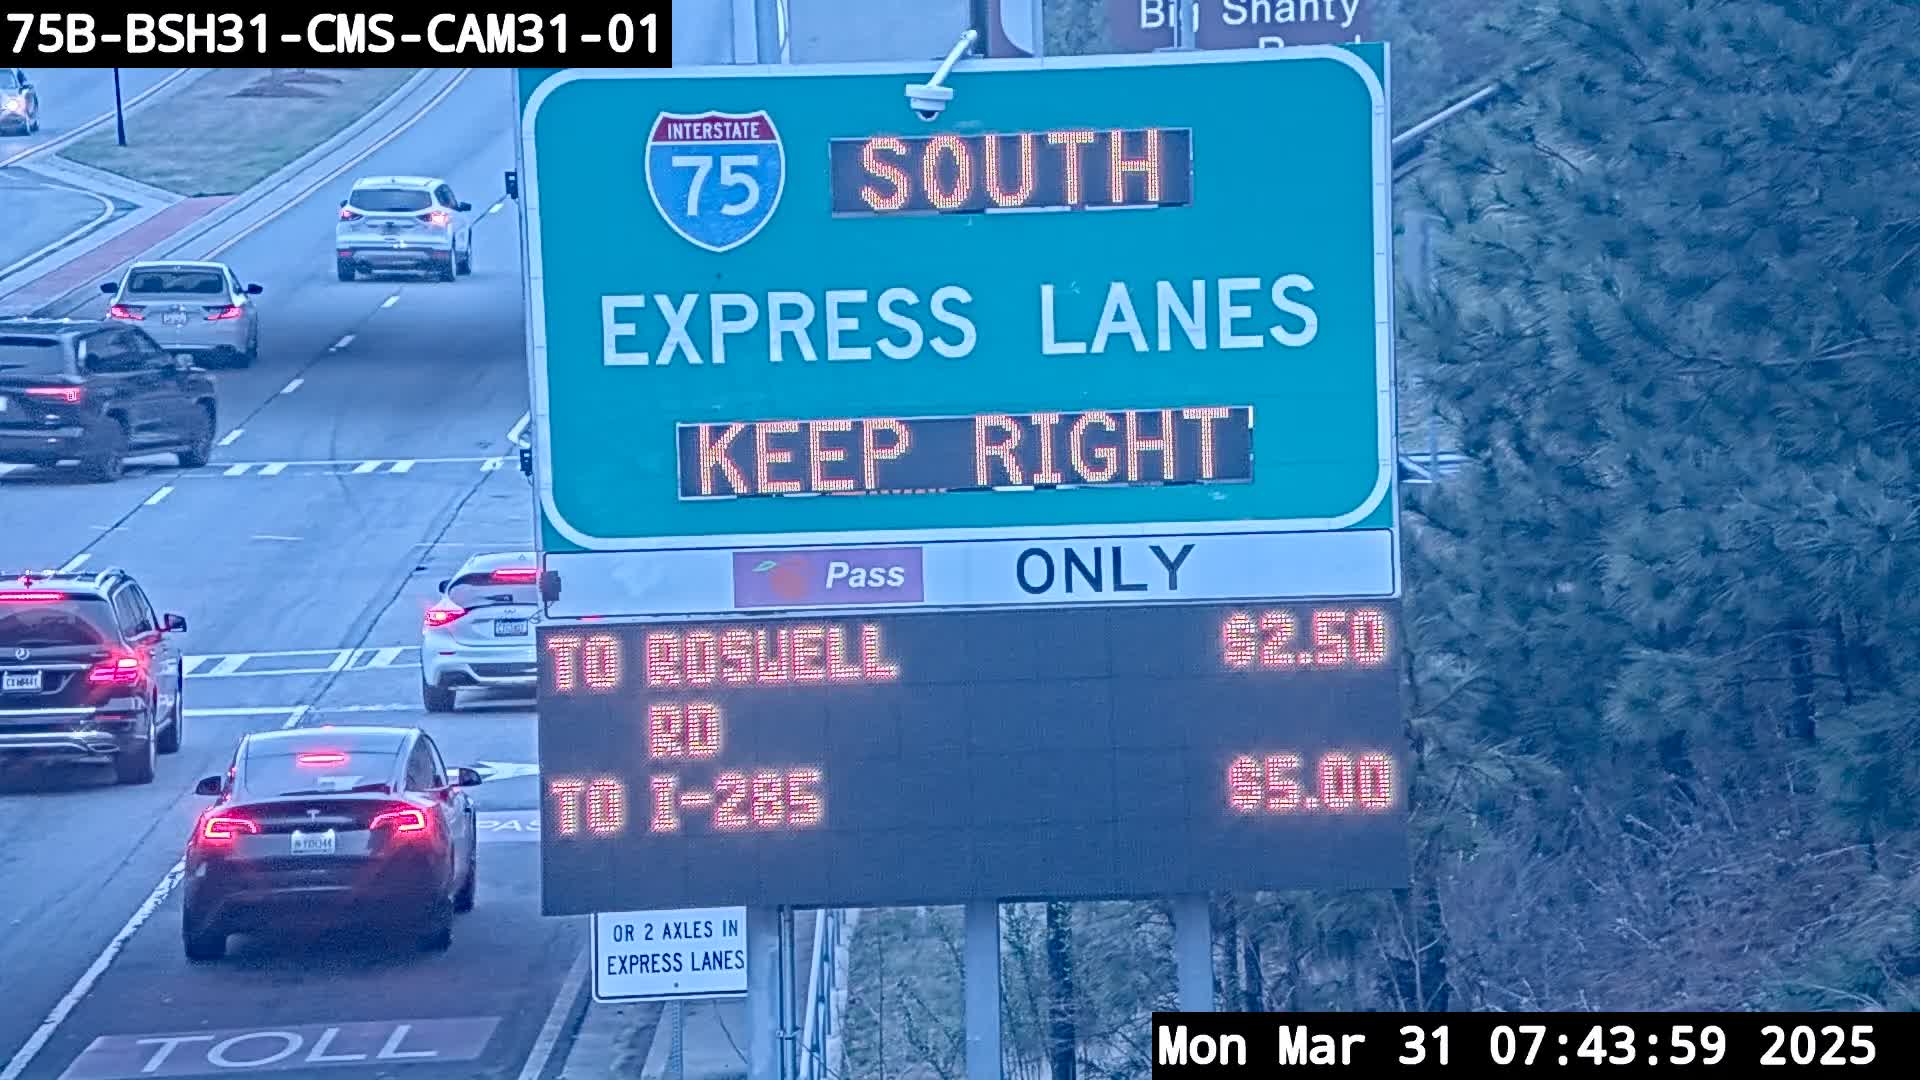 75B-BSH31-CMS-CAM31-01
Big Shanty
INTERSTATE
75
SOUTH
EXPRESS LANES
KEEP RIGHT
Pass
ONLY
TO ROSWELL $2.50
RD
TO I-285 $5.00
OR 2 AXLES IN
EXPRESS LANES
TOLL
Mon Mar 31 07:43:59 2025